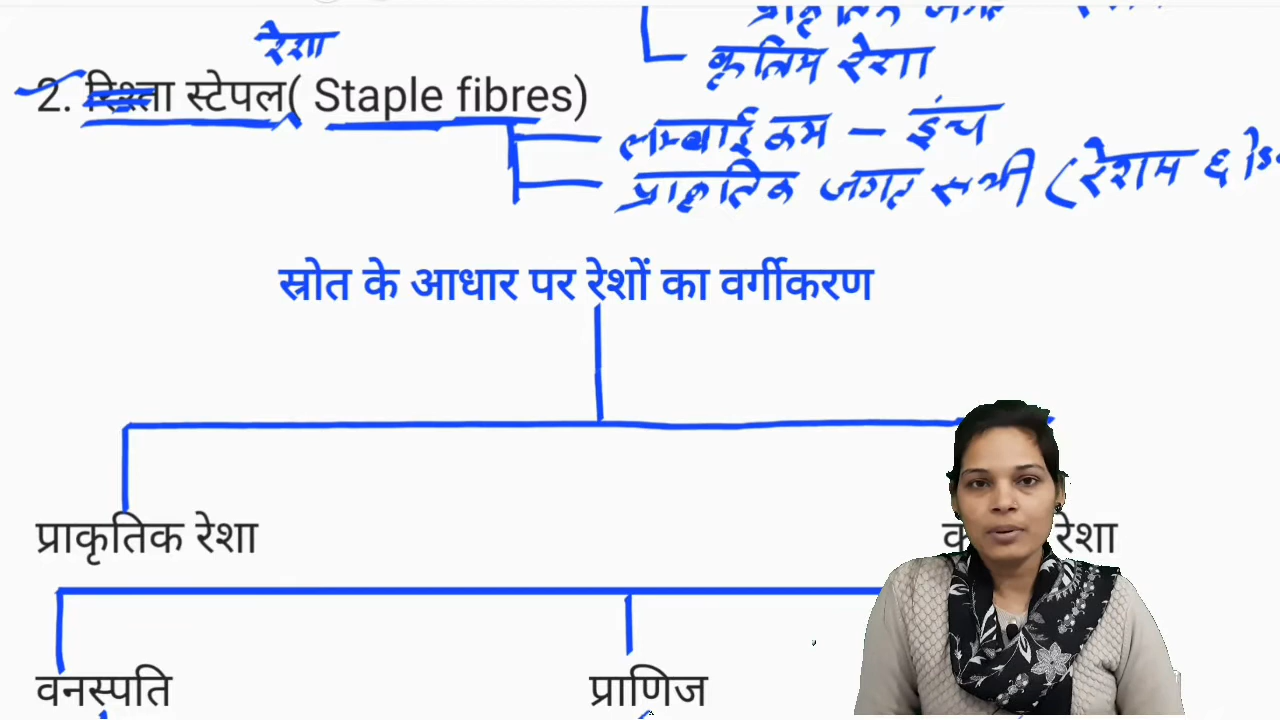 कृत्रिम रेशा
रेशा
2. रिश्ता स्टेपल( Staple fibres)
लम्बाई कम – इंच
प्राकृतिक जगत सभी (रेशम
स्रोत के आधार पर रेशों का वर्गीकरण
प्राकृतिक रेशा
रेशा
वनस्पति
प्राणिज